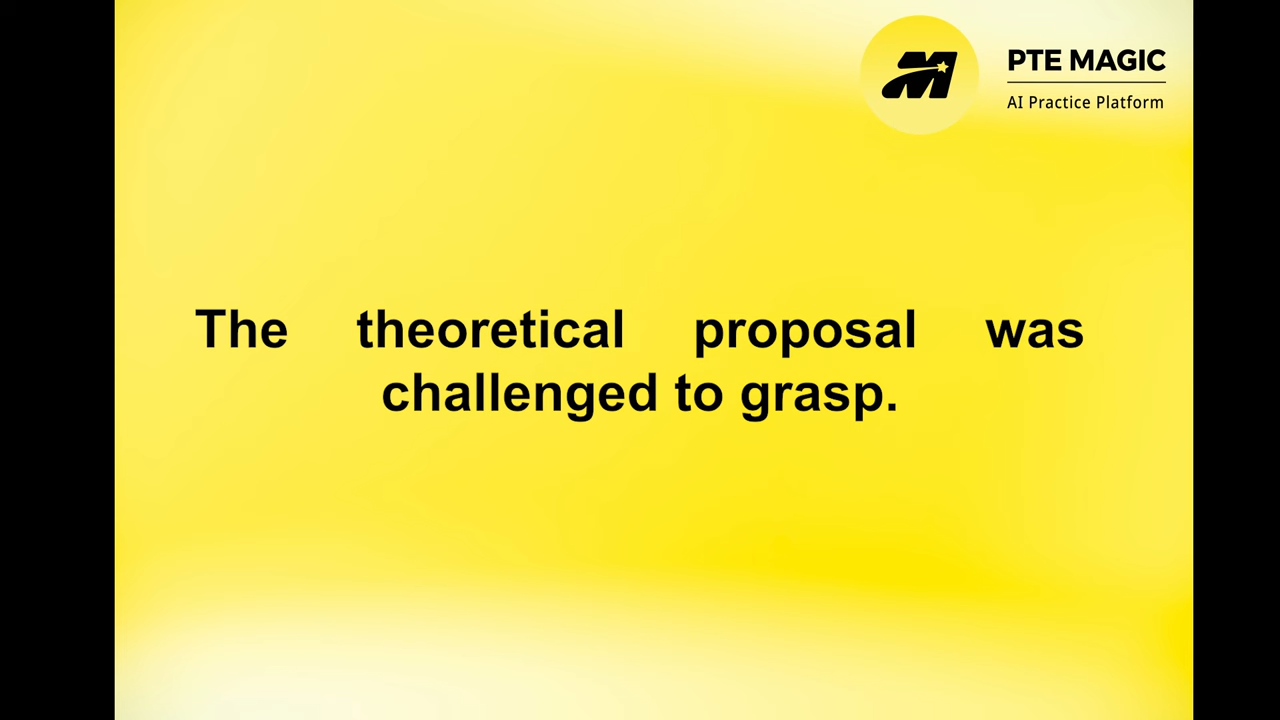 PTE MAGIC
AI Practice Platform
The theoretical proposal was
challenged to grasp.